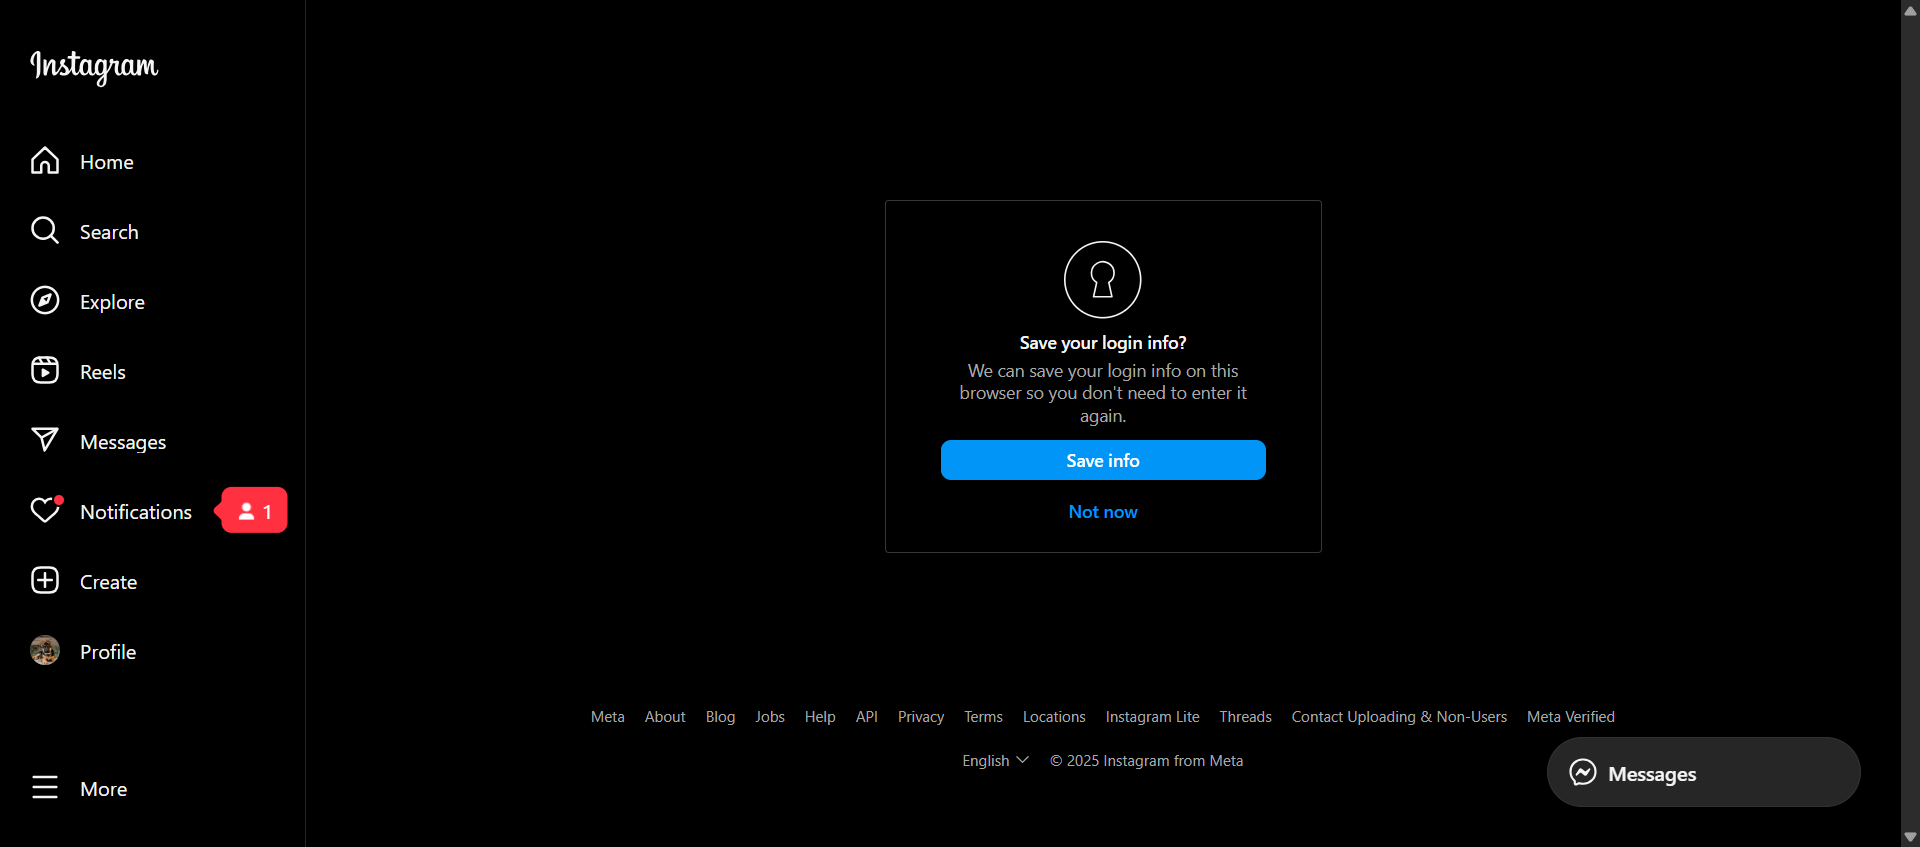 Instagram
Home
Search
Explore
Reels
Messages
Notifications
1
Create
Profile
More
Save your login info?
We can save your login info on this
browser so you don't need to enter it
again.
Save info
Not now
Meta About Blog Jobs Help API Privacy Terms Locations Instagram Lite Threads Contact Uploading & Non-Users Meta Verified
English © 2025 Instagram from Meta
Messages